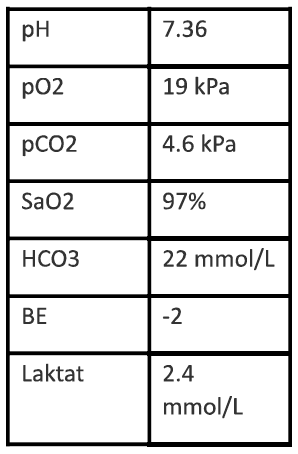 pH 7.36
pO2 19 kPa
pCO2 4.6 kPa
SaO2 97%
HCO3 22 mmol/L
BE -2
Laktat 2.4
mmol/L